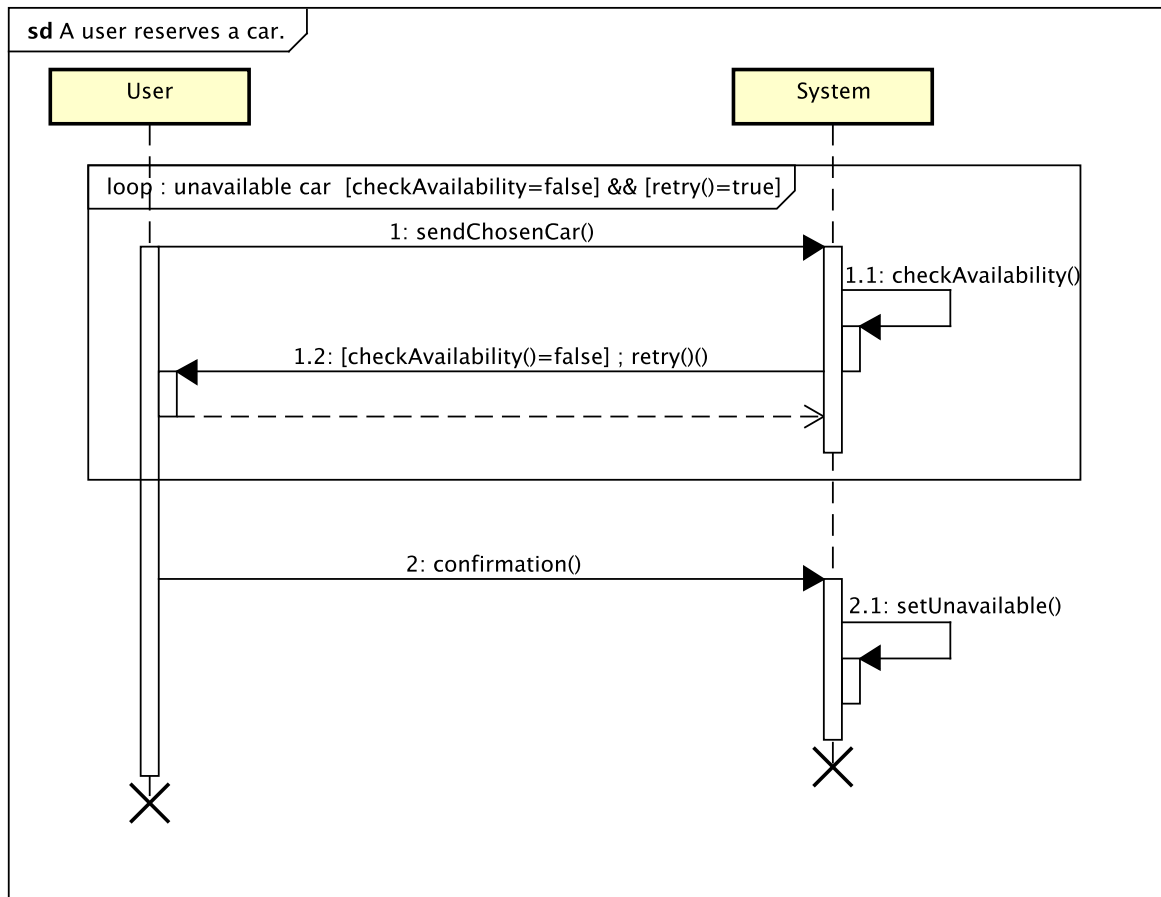 sd A user reserves a car.
User
System
loop : unavailable car [checkAvailability=false] && [retry()=true]
1: sendChosenCar()
1.1: checkAvailability()
1.2: [checkAvailability()=false] ; retry()()
2: confirmation()
2.1: setUnavailable()